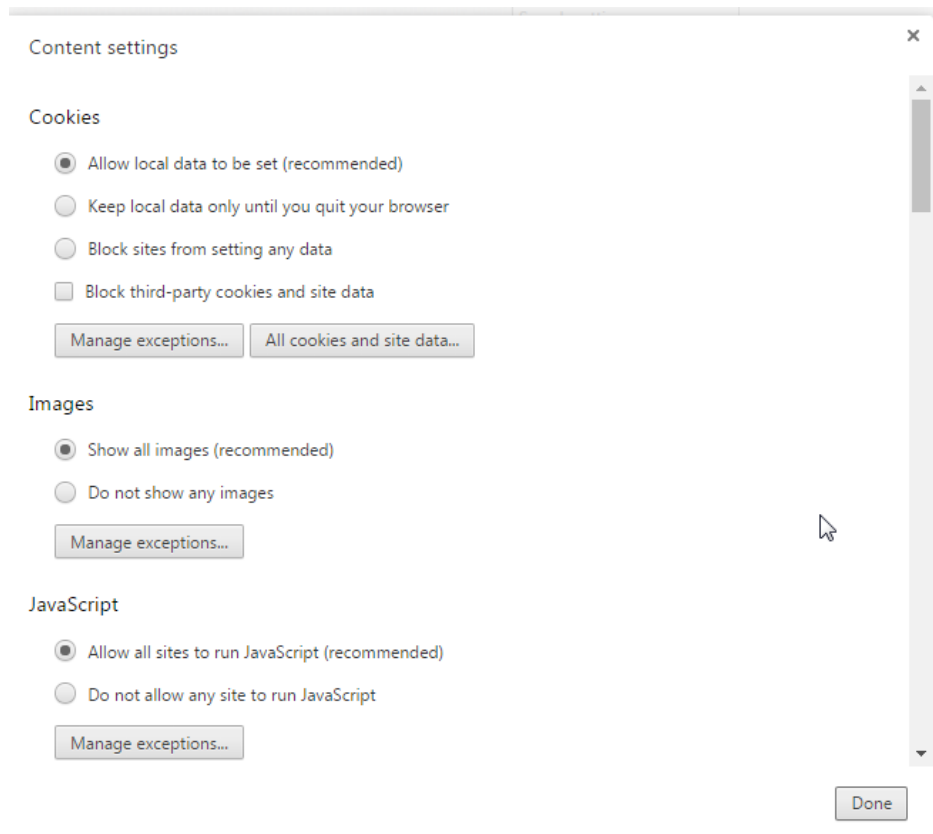 Content settings
Cookies
Allow local data to be set (recommended)
Keep local data only until you quit your browser
Block sites from setting any data
Block third-party cookies and site data
Manage exceptions... All cookies and site data...
Images
Show all images (recommended)
Do not show any images
Manage exceptions...
JavaScript
Allow all sites to run JavaScript (recommended)
Do not allow any site to run JavaScript
Manage exceptions...
Done